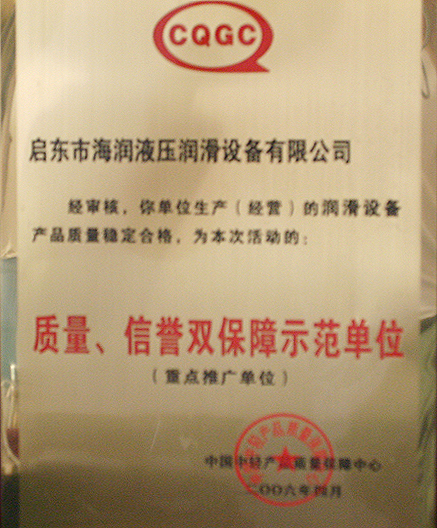 CQGC
启东市海润液压润滑设备有限公司
经审核，你单位生产（经营）的润滑设备
产品质量稳定合格，为本次活动的：
质量、信誉双保障示范单位
（重点推广单位）
中国中轻产品质量保障中心
二〇〇六年四月